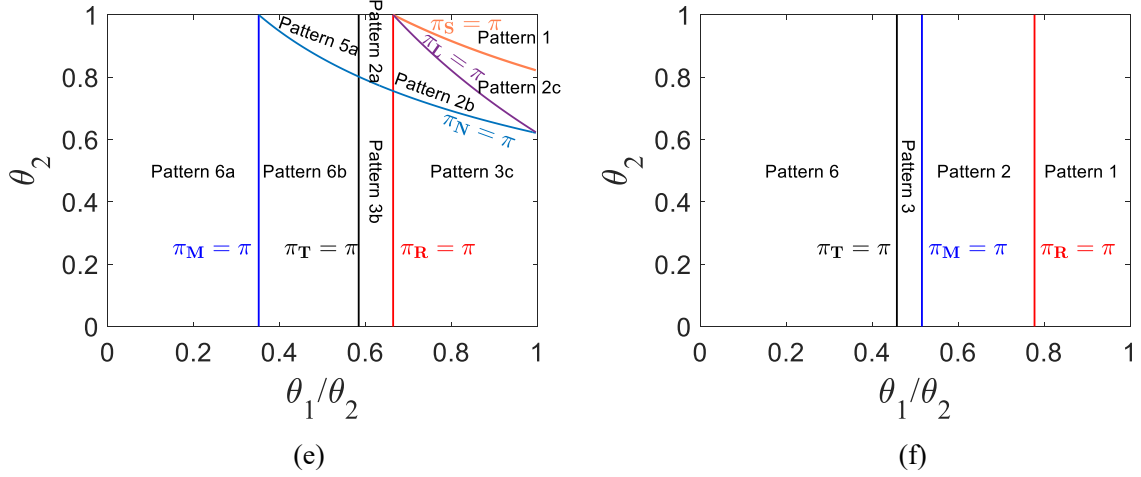 1
0.8
0.6
0.4
0.2
0
θ2
0
0.2
0.4
0.6
0.8
1
θ1/θ2
Pattern 5a
Pattern 2a
πS = π
Pattern 1
πL = π
Pattern 2c
Pattern 2b
πN = π
Pattern 6a
Pattern 6b
Pattern 3b
Pattern 3c
πM = π
πT = π
πR = π
(e)
1
0.8
0.6
0.4
0.2
0
θ2
0
0.2
0.4
0.6
0.8
1
θ1/θ2
Pattern 6
Pattern 3
Pattern 2
Pattern 1
πT = π
πM = π
πR = π
(f)